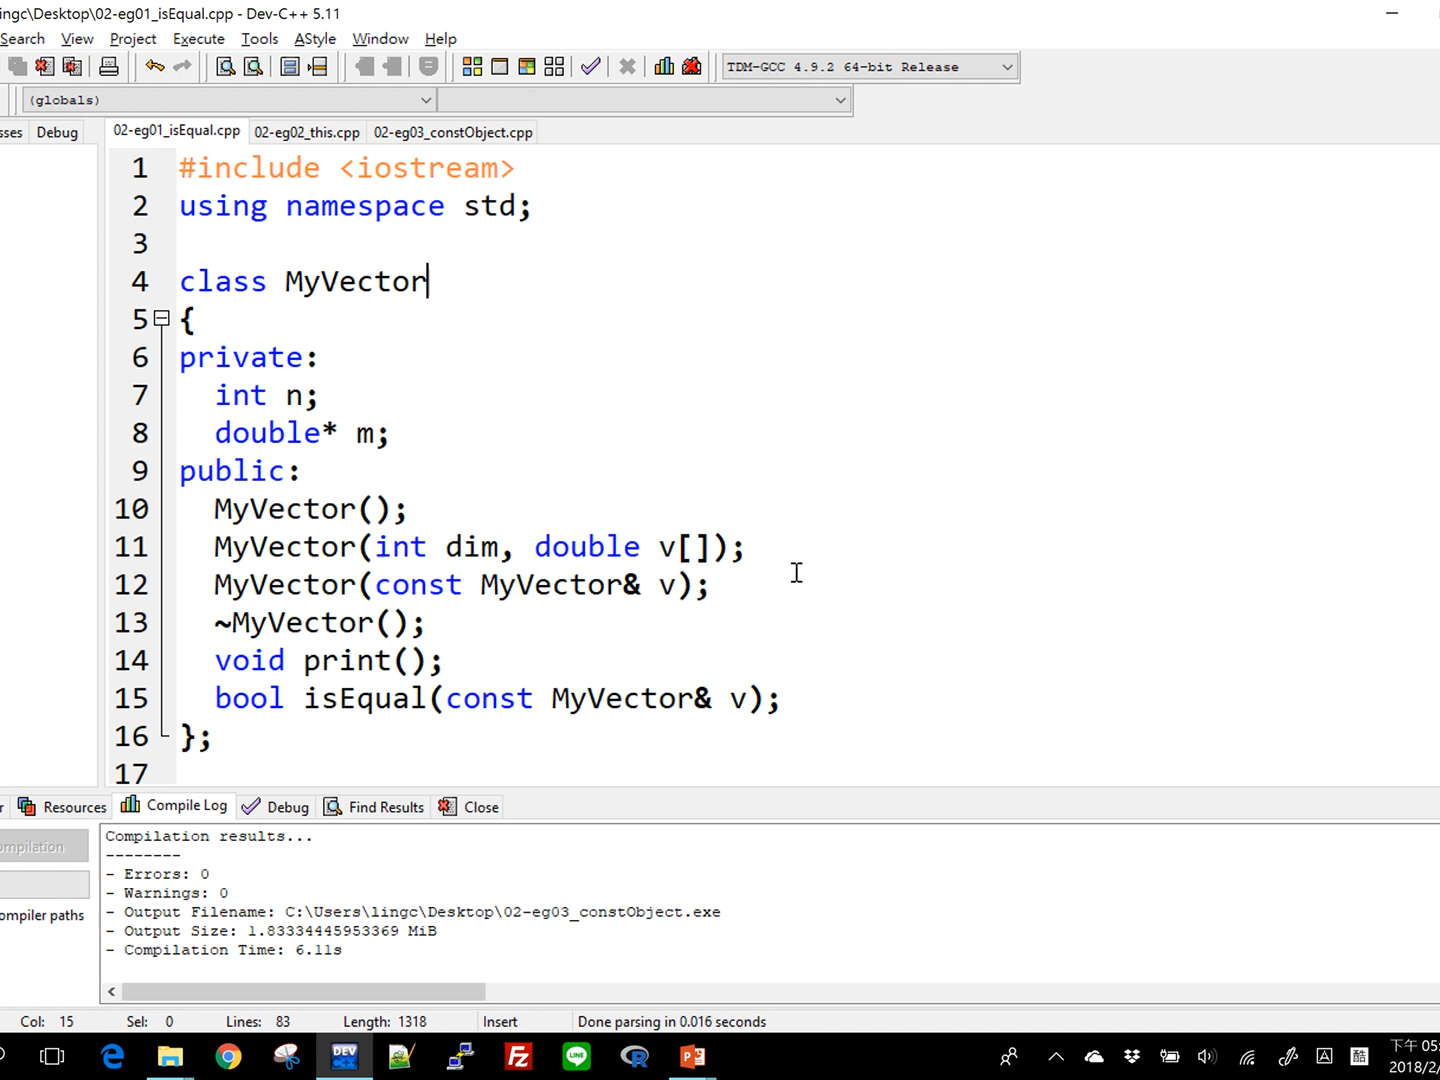 ingc\Desktop\02-eg01_isEqual.cpp - Dev-C++ 5.11
Search View Project Execute Tools AStyle Window Help
TDM-GCC 4.9.2 64-bit Release
(globals)
sses Debug 02-eg01_isEqual.cpp 02-eg02_this.cpp 02-eg03_constObject.cpp
1 #include <iostream>
2 using namespace std;
3
4 class MyVector
5 {
6 private:
7 int n;
8 double* m;
9 public:
10 MyVector();
11 MyVector(int dim, double v[]);
12 MyVector(const MyVector& v);
13 ~MyVector();
14 void print();
15 bool isEqual(const MyVector& v);
16 };
17
r Resources Compile Log Debug Find Results Close
Compilation results...
--------
- Errors: 0
- Warnings: 0
- Output Filename: C:\Users\lingc\Desktop\02-eg03_constObject.exe
- Output Size: 1.83334445953369 MiB
- Compilation Time: 6.11s
ompilation
ompiler paths
Col: 15 Sel: 0 Lines: 83 Length: 1318 Insert Done parsing in 0.016 seconds
DEV
Fz
LINE
R
P
A
酷
下午 05:
2018/2/